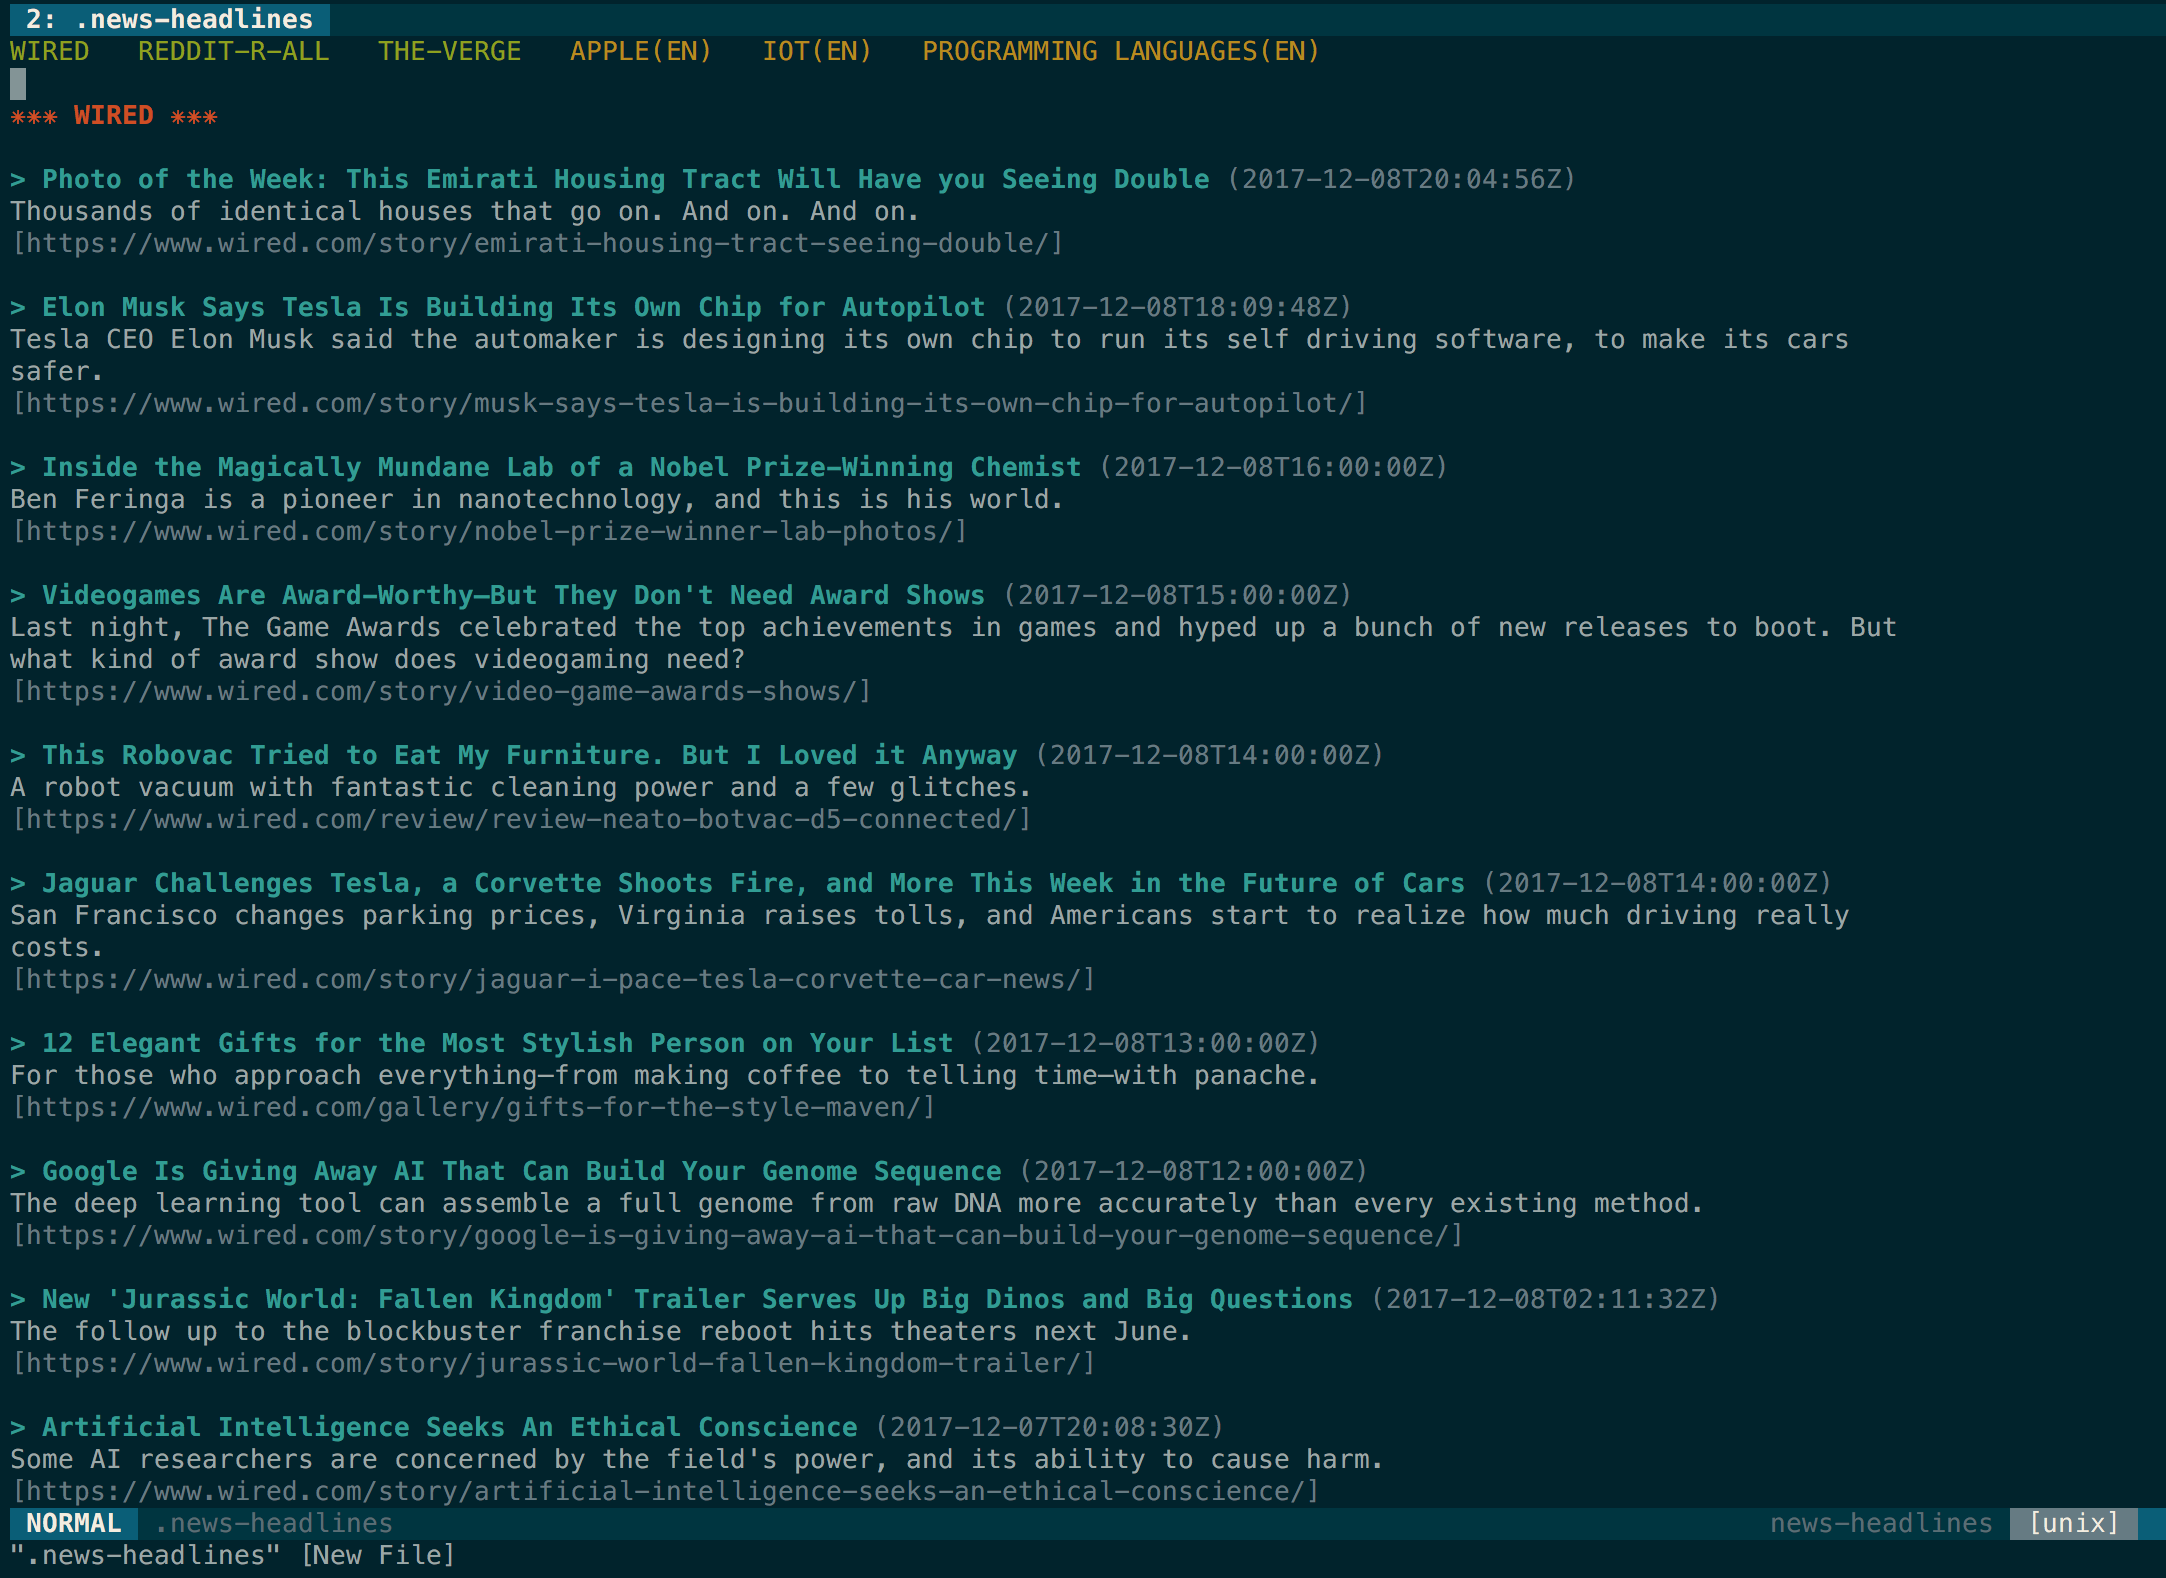 2: .news-headlines
WIRED   REDDIT-R-ALL   THE-VERGE   APPLE(EN)   IOT(EN)   PROGRAMMING LANGUAGES(EN)
*** WIRED ***
> Photo of the Week: This Emirati Housing Tract Will Have you Seeing Double (2017-12-08T20:04:56Z)
Thousands of identical houses that go on. And on. And on.
[https://www.wired.com/story/emirati-housing-tract-seeing-double/]
> Elon Musk Says Tesla Is Building Its Own Chip for Autopilot (2017-12-08T18:09:48Z)
Tesla CEO Elon Musk said the automaker is designing its own chip to run its self driving software, to make its cars
safer.
[https://www.wired.com/story/musk-says-tesla-is-building-its-own-chip-for-autopilot/]
> Inside the Magically Mundane Lab of a Nobel Prize–Winning Chemist (2017-12-08T16:00:00Z)
Ben Feringa is a pioneer in nanotechnology, and this is his world.
[https://www.wired.com/story/nobel-prize-winner-lab-photos/]
> Videogames Are Award-Worthy—But They Don't Need Award Shows (2017-12-08T15:00:00Z)
Last night, The Game Awards celebrated the top achievements in games and hyped up a bunch of new releases to boot. But
what kind of award show does videogaming need?
[https://www.wired.com/story/video-game-awards-shows/]
> This Robovac Tried to Eat My Furniture. But I Loved it Anyway (2017-12-08T14:00:00Z)
A robot vacuum with fantastic cleaning power and a few glitches.
[https://www.wired.com/review/review-neato-botvac-d5-connected/]
> Jaguar Challenges Tesla, a Corvette Shoots Fire, and More This Week in the Future of Cars (2017-12-08T14:00:00Z)
San Francisco changes parking prices, Virginia raises tolls, and Americans start to realize how much driving really
costs.
[https://www.wired.com/story/jaguar-i-pace-tesla-corvette-car-news/]
> 12 Elegant Gifts for the Most Stylish Person on Your List (2017-12-08T13:00:00Z)
For those who approach everything—from making coffee to telling time—with panache.
[https://www.wired.com/gallery/gifts-for-the-style-maven/]
> Google Is Giving Away AI That Can Build Your Genome Sequence (2017-12-08T12:00:00Z)
The deep learning tool can assemble a full genome from raw DNA more accurately than every existing method.
[https://www.wired.com/story/google-is-giving-away-ai-that-can-build-your-genome-sequence/]
> New 'Jurassic World: Fallen Kingdom' Trailer Serves Up Big Dinos and Big Questions (2017-12-08T02:11:32Z)
The follow up to the blockbuster franchise reboot hits theaters next June.
[https://www.wired.com/story/jurassic-world-fallen-kingdom-trailer/]
> Artificial Intelligence Seeks An Ethical Conscience (2017-12-07T20:08:30Z)
Some AI researchers are concerned by the field's power, and its ability to cause harm.
[https://www.wired.com/story/artificial-intelligence-seeks-an-ethical-conscience/]
NORMAL .news-headlines news-headlines [unix]
".news-headlines" [New File]